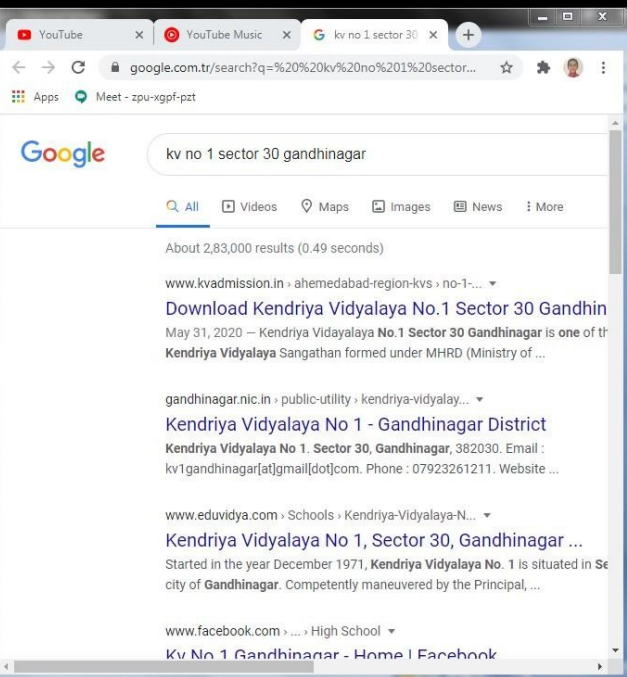 YouTube
YouTube Music
kv no 1 sector 30
google.com.tr/search?q=%20%20kv%20no%201%20sector...
Apps
Meet - zpu-xgpf-pzt
Google
kv no 1 sector 30 gandhinagar
All
Videos
Maps
Images
News
More
About 2,83,000 results (0.49 seconds)
www.kvadmission.in › ahemedabad-region-kvs › no-1-...
Download Kendriya Vidyalaya No.1 Sector 30 Gandhin
May 31, 2020 — Kendriya Vidayalaya No.1 Sector 30 Gandhinagar is one of th
Kendriya Vidyalaya Sangathan formed under MHRD (Ministry of ...
gandhinagar.nic.in › public-utility › kendriya-vidyalay...
Kendriya Vidyalaya No 1 - Gandhinagar District
Kendriya Vidyalaya No 1. Sector 30, Gandhinagar, 382030. Email :
kv1gandhinagar[at]gmail[dot]com. Phone : 07923261211. Website ...
www.eduvidya.com › Schools › Kendriya-Vidyalaya-N...
Kendriya Vidyalaya No 1, Sector 30, Gandhinagar ...
Started in the year December 1971, Kendriya Vidyalaya No. 1 is situated in Se
city of Gandhinagar. Competently maneuvered by the Principal, ...
www.facebook.com › ... › High School
Kv No 1 Gandhinagar - Home | Facebook